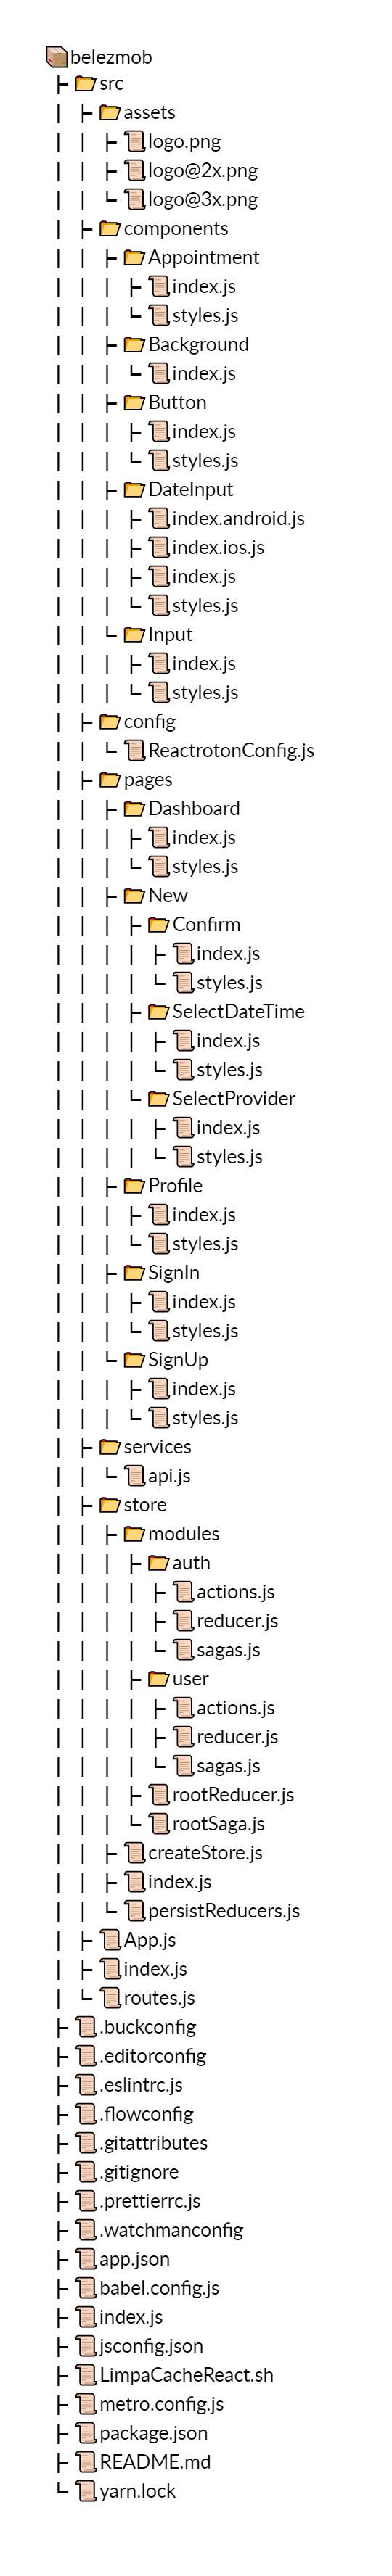 belezmob
src
assets
logo.png
logo@2x.png
logo@3x.png
components
Appointment
index.js
styles.js
Background
index.js
Button
index.js
styles.js
DateInput
index.android.js
index.ios.js
index.js
styles.js
Input
index.js
styles.js
config
ReactrotonConfig.js
pages
Dashboard
index.js
styles.js
New
Confirm
index.js
styles.js
SelectDateTime
index.js
styles.js
SelectProvider
index.js
styles.js
Profile
index.js
styles.js
SignIn
index.js
styles.js
SignUp
index.js
styles.js
services
api.js
store
modules
auth
actions.js
reducer.js
sagas.js
user
actions.js
reducer.js
sagas.js
rootReducer.js
rootSaga.js
createStore.js
index.js
persistReducers.js
App.js
index.js
routes.js
.buckconfig
.editorconfig
.eslintrc.js
.flowconfig
.gitattributes
.gitignore
.prettierrc.js
.watchmanconfig
app.json
babel.config.js
index.js
jsconfig.json
LimpaCacheReact.sh
metro.config.js
package.json
README.md
yarn.lock